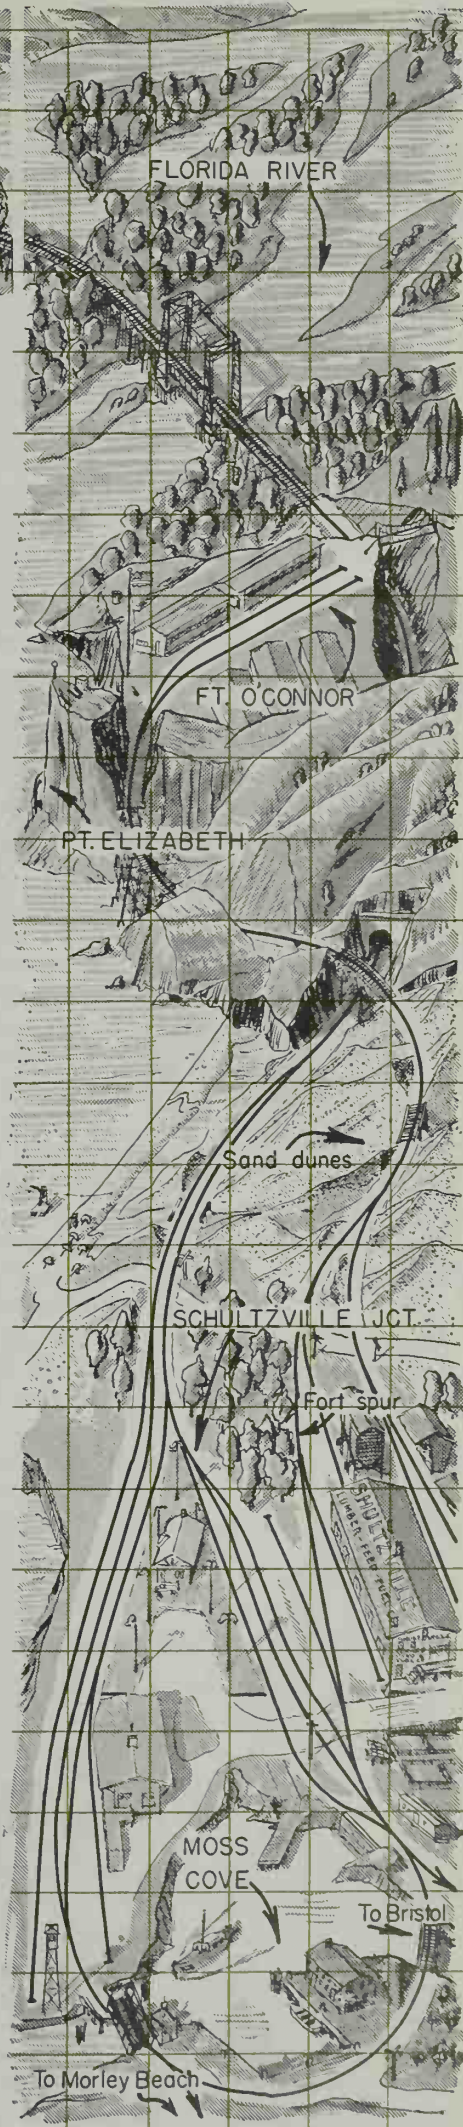 FLORIDA RIVER
FT. O'CONNOR
PT. ELIZABETH
Sand dunes
SCHULTZVILLE JCT.
Fort spur
SHULTZVILLE
LUMBER-FEED-FUEL
MOSS
COVE
To Bristol
To Morley Beach